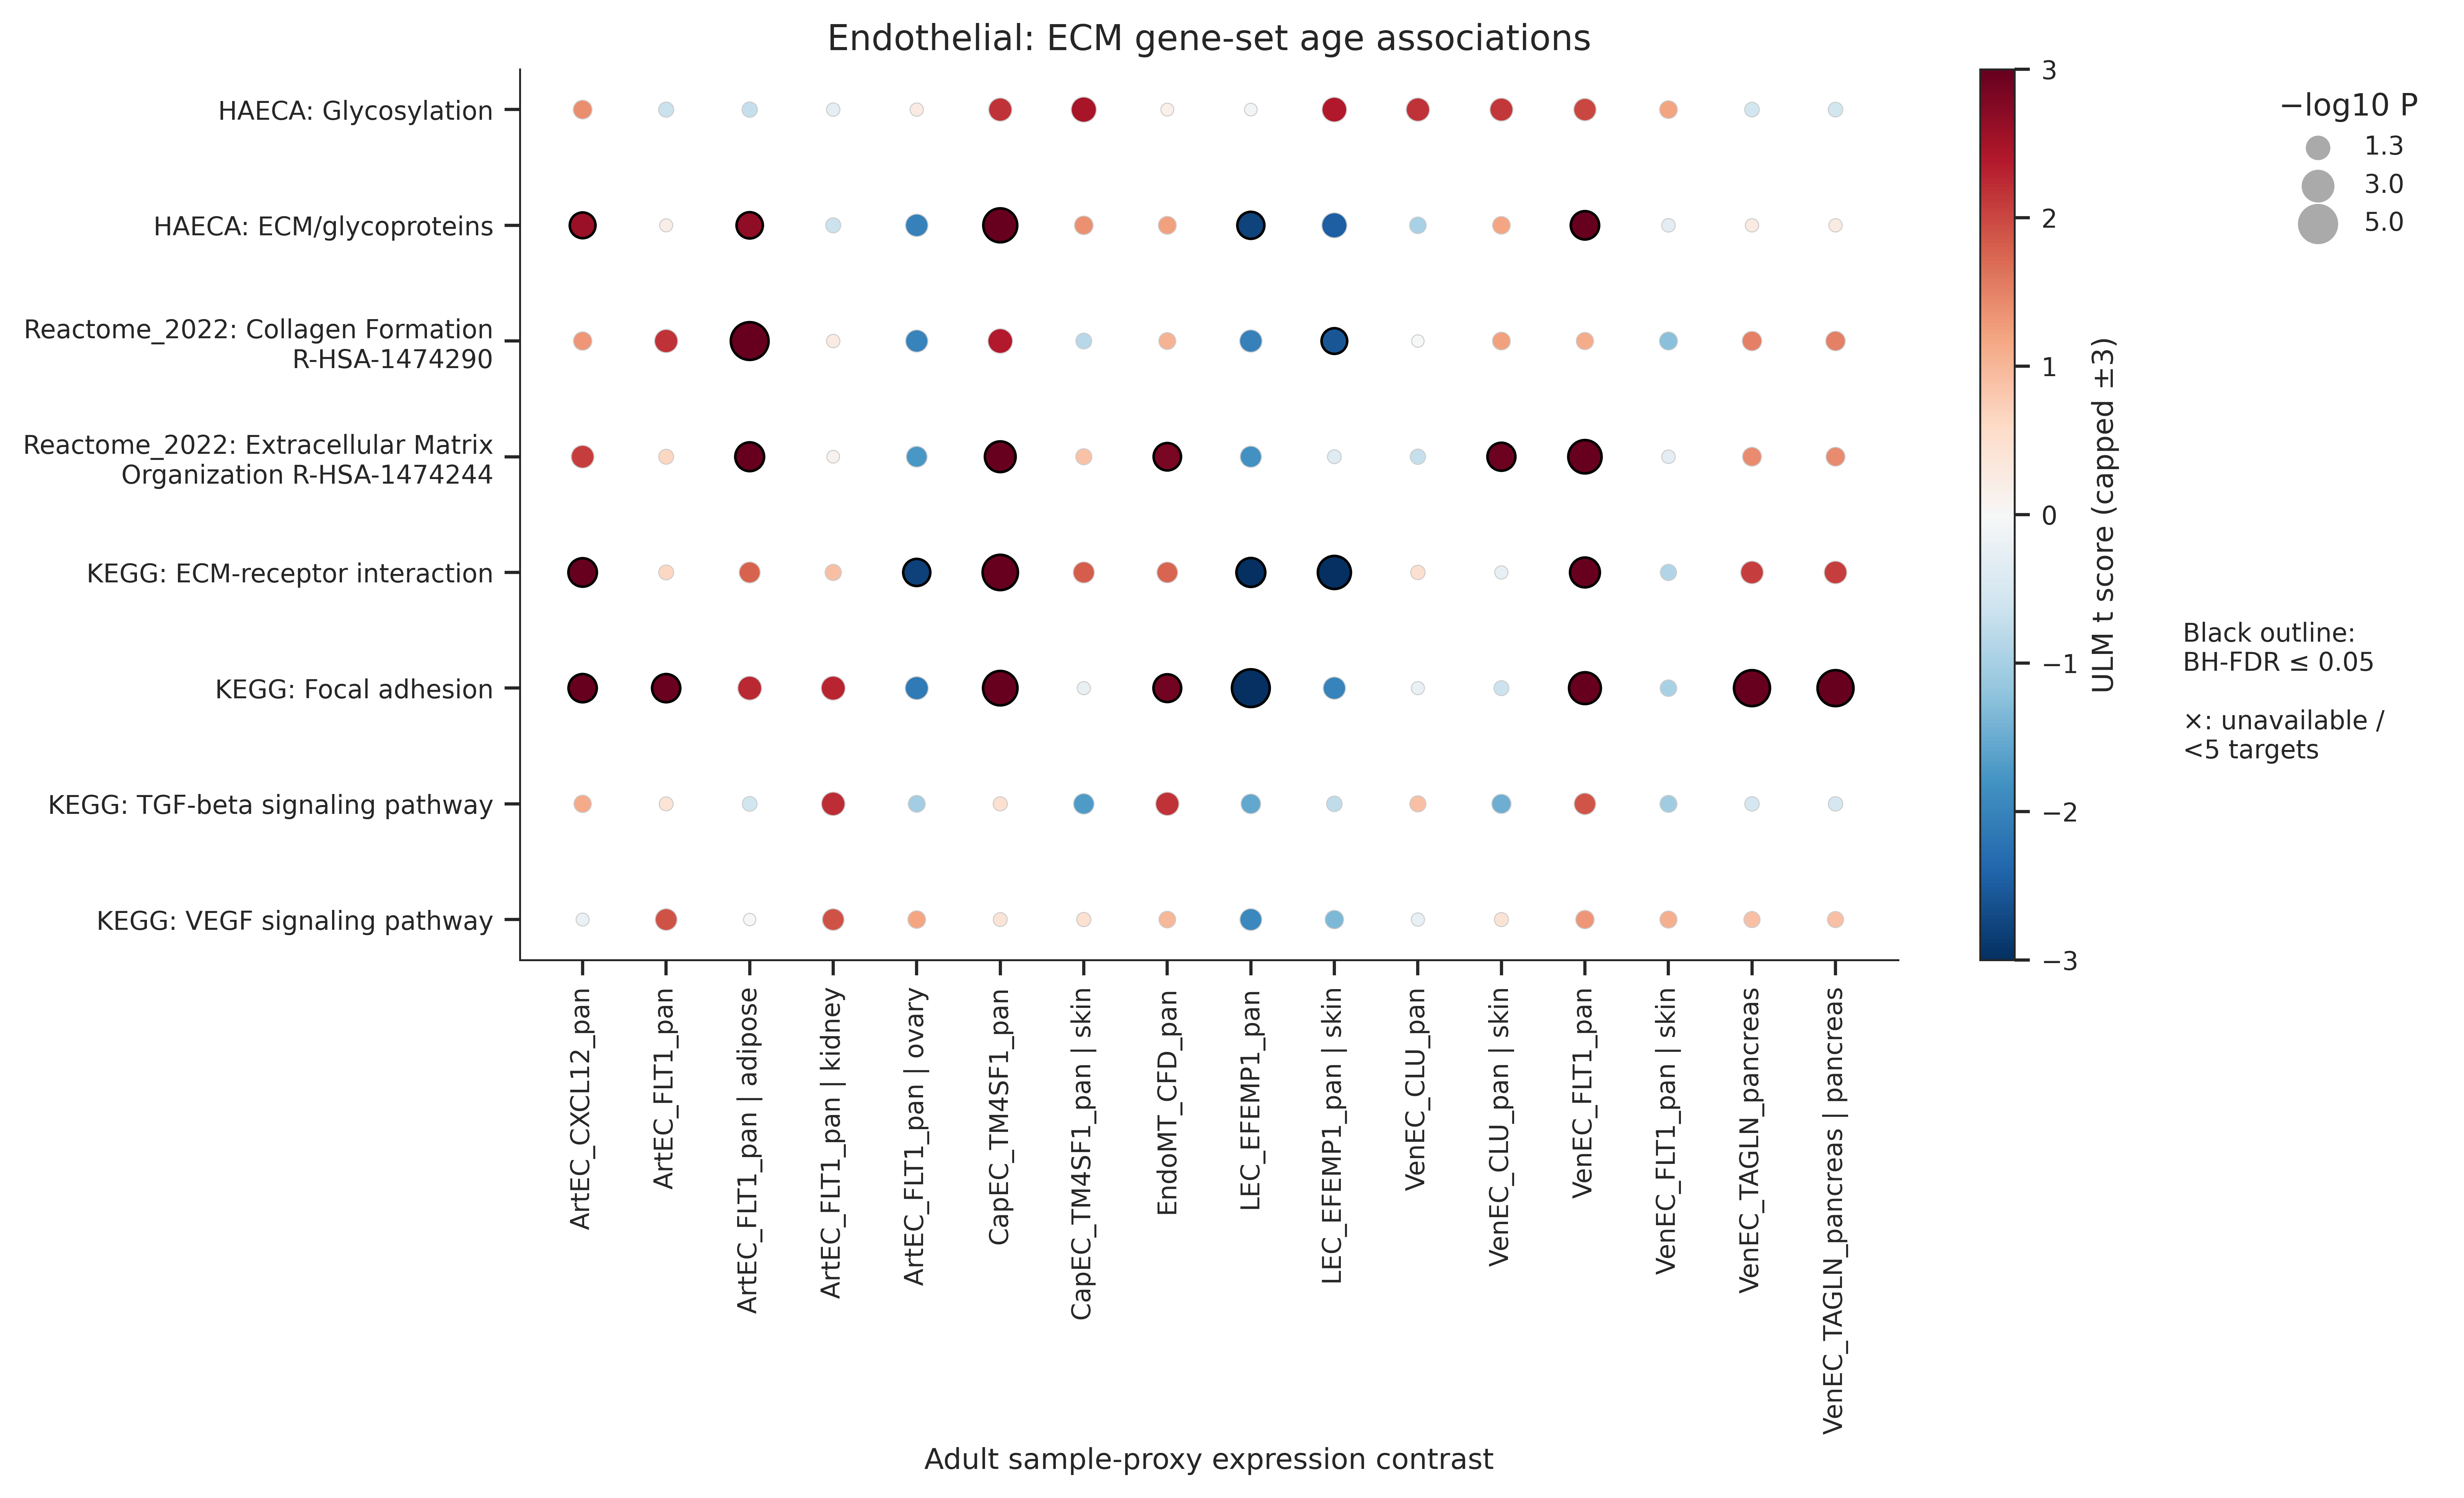 Endothelial: ECM gene-set age associations
HAECA: Glycosylation
HAECA: ECM/glycoproteins
Reactome_2022: Collagen Formation
R-HSA-1474290
Reactome_2022: Extracellular Matrix
Organization R-HSA-1474244
KEGG: ECM-receptor interaction
KEGG: Focal adhesion
KEGG: TGF-beta signaling pathway
KEGG: VEGF signaling pathway
ArtEC_CXCL12_pan
ArtEC_FLT1_pan
ArtEC_FLT1_pan | adipose
ArtEC_FLT1_pan | kidney
ArtEC_FLT1_pan | ovary
CapEC_TM4SF1_pan
CapEC_TM4SF1_pan | skin
EndoMT_CFD_pan
LEC_EFEMP1_pan
LEC_EFEMP1_pan | skin
VenEC_CLU_pan
VenEC_CLU_pan | skin
VenEC_FLT1_pan
VenEC_FLT1_pan | skin
VenEC_TAGLN_pancreas
VenEC_TAGLN_pancreas | pancreas
Adult sample-proxy expression contrast
3
2
1
0
−1
−2
−3
ULM t score (capped ±3)
−log10 P
1.3
3.0
5.0
Black outline:
BH-FDR ≤ 0.05
×: unavailable /
<5 targets